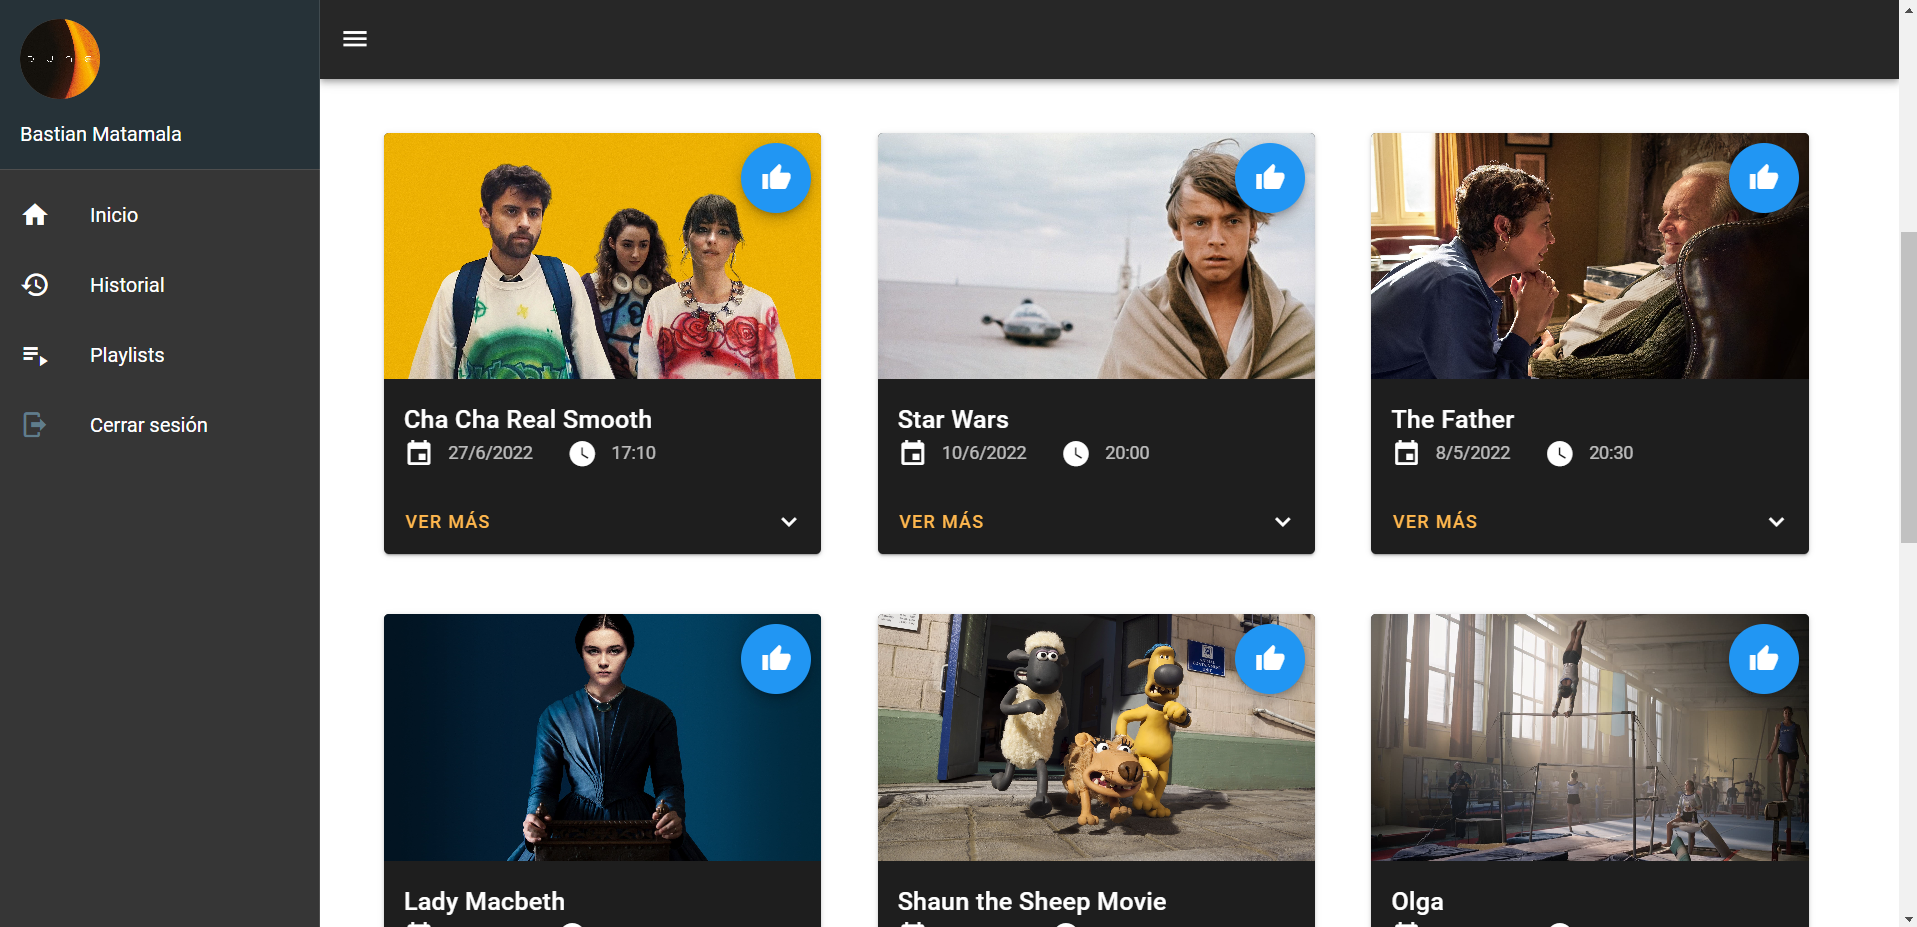 Bastian Matamala
Inicio
Historial
Playlists
Cerrar sesión
Cha Cha Real Smooth
27/6/2022 17:10
VER MÁS
Star Wars
10/6/2022 20:00
VER MÁS
The Father
8/5/2022 20:30
VER MÁS
Lady Macbeth
Shaun the Sheep Movie
Olga